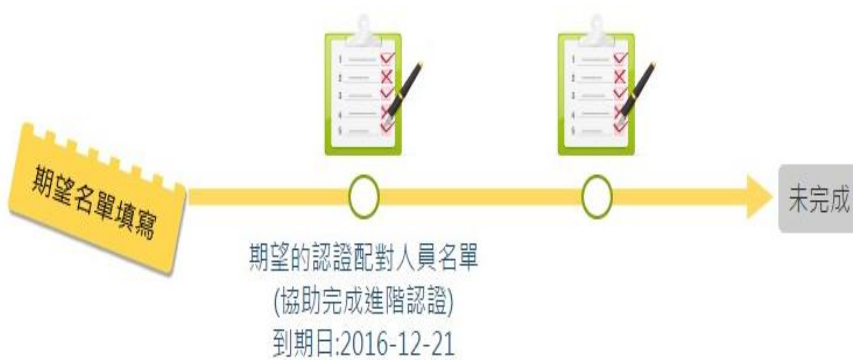 期望名單填寫
期望的認證配對人員名單
(協助完成進階認證)
到期日:2016-12-21
未完成